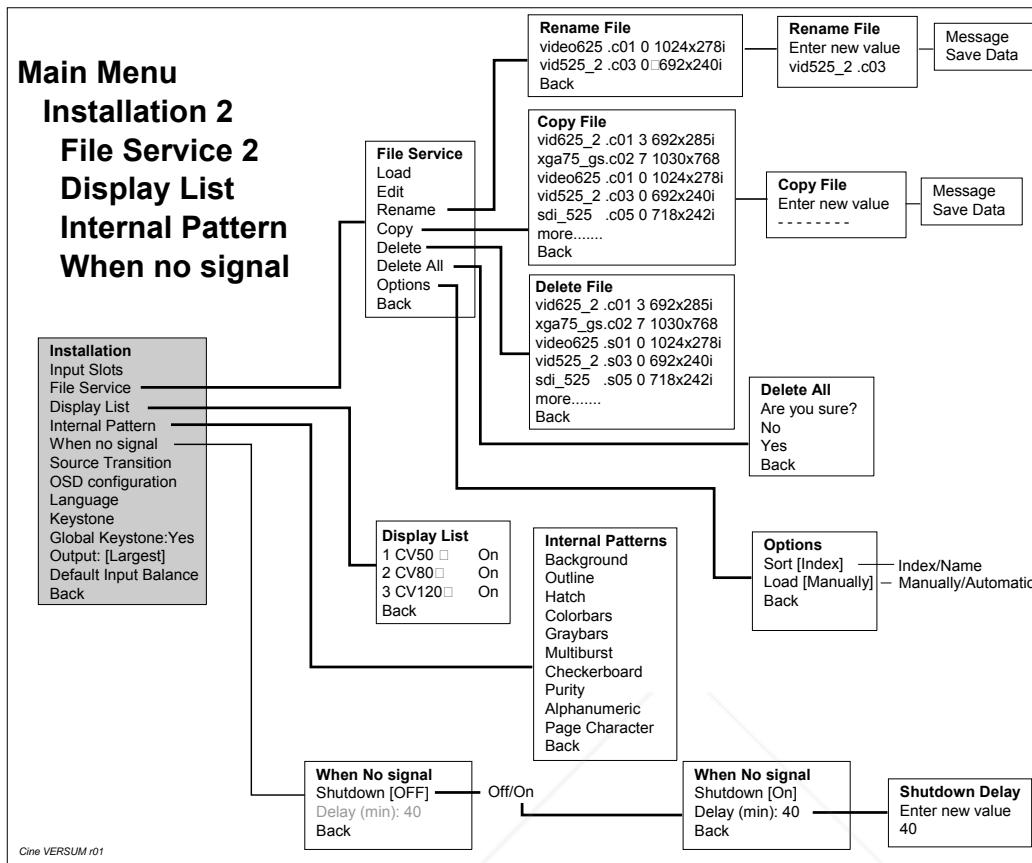 Main Menu
Installation 2
File Service 2
Display List
Internal Pattern
When no signal
Installation
Input Slots
File Service
Display List
Internal Pattern
When no signal
Source Transition
OSD configuration
Language
Keystone
Global Keystone:Yes
Output: [Largest]
Default Input Balance
Back
File Service
Load
Edit
Rename
Copy
Delete
Delete All
Options
Back
Rename File
video625 .c01 0 1024x278i
vid525_2 .c03 0□692x240i
Back
Rename File
Enter new value
vid525_2 .c03
Message
Save Data
Copy File
vid625_2 .c01 3 692x285i
xga75_gs.c02 7 1030x768
video625 .c01 0 1024x278i
vid525_2 .c03 0 692x240i
sdi_525 .c05 0 718x242i
more.......
Back
Copy File
Enter new value
- - - - - - - -
Message
Save Data
Delete File
vid625_2 .c01 3 692x285i
xga75_gs.c02 7 1030x768
video625 .s01 0 1024x278i
vid525_2 .s03 0 692x240i
sdi_525 .s05 0 718x242i
more.......
Back
Delete All
Are you sure?
No
Yes
Back
Options
Sort [Index]
Load [Manually]
Back
Index/Name
Manually/Automatic
Display List
1 CV50 □ On
2 CV80□ On
3 CV120□ On
Back
Internal Patterns
Background
Outline
Hatch
Colorbars
Graybars
Multiburst
Checkerboard
Purity
Alphanumeric
Page Character
Back
When No signal
Shutdown [OFF]
Delay (min): 40
Back
Off/On
When No signal
Shutdown [On]
Delay (min): 40
Back
Shutdown Delay
Enter new value
40
Cine VERSUM r01